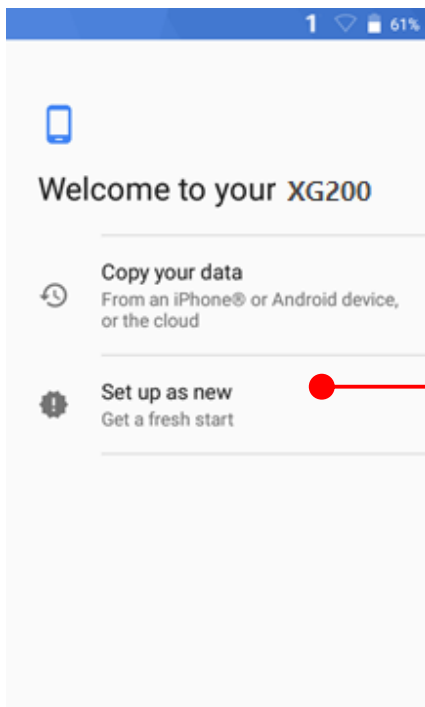 1 61%
Welcome to your XG200
Copy your data
From an iPhone® or Android device,
or the cloud
Set up as new
Get a fresh start